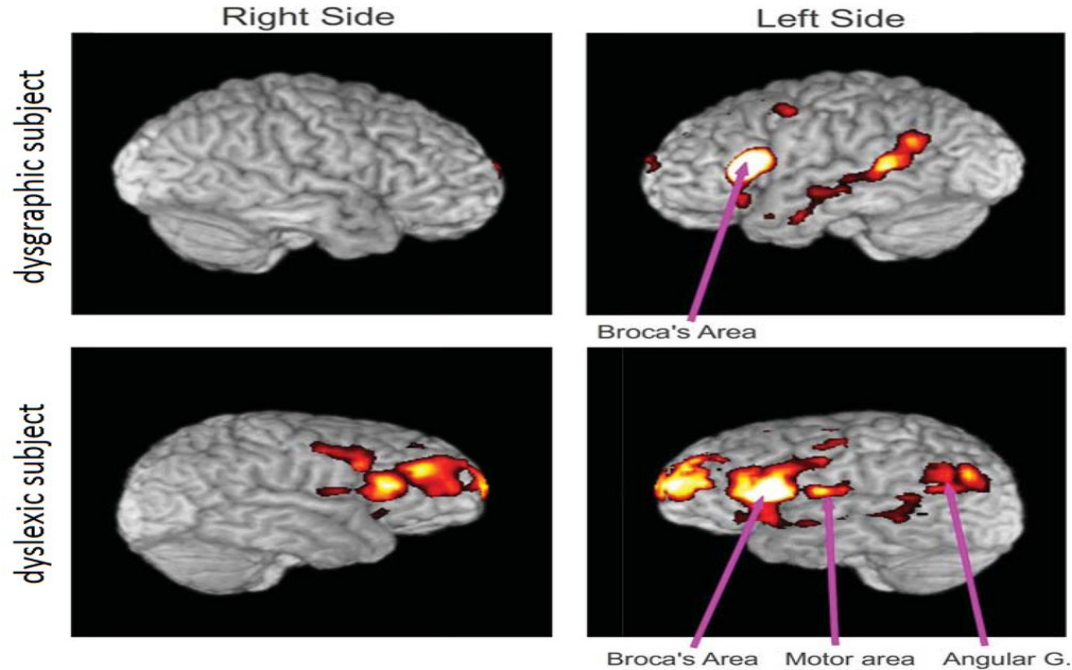 Right Side
Left Side
dysgraphic subject
Broca's Area
dyslexic subject
Broca's Area
Motor area
Angular G.